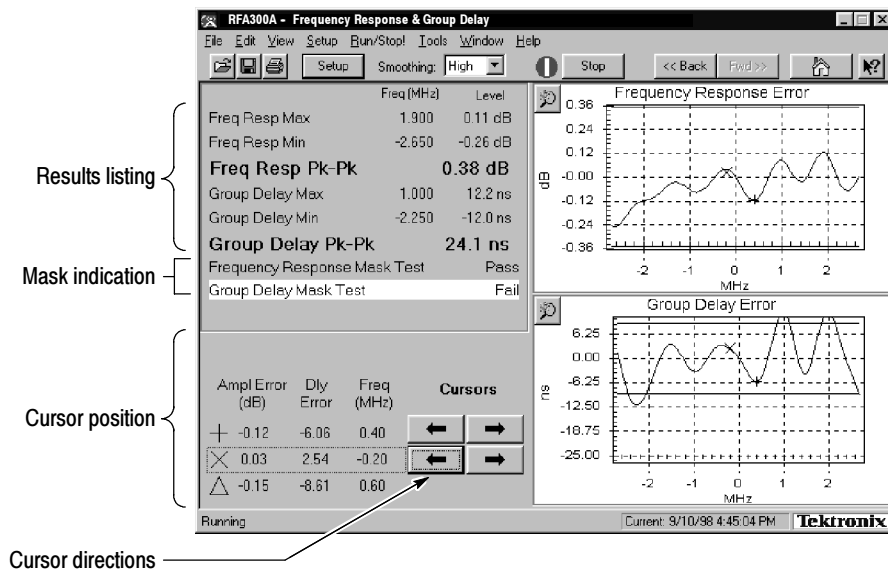 RFA300A - Frequency Response & Group Delay
File Edit View Setup Run/Stop! Tools Window Help
Setup Smoothing: High Stop << Back Fwd >>
Freq (MHz) Level
Freq Resp Max 1.900 0.11 dB
Freq Resp Min -2.650 -0.26 dB
Freq Resp Pk-Pk 0.38 dB
Group Delay Max 1.000 12.2 ns
Group Delay Min -2.250 -12.0 ns
Group Delay Pk-Pk 24.1 ns
Frequency Response Mask Test Pass
Group Delay Mask Test Fail
Results listing
Mask indication
Cursor position
Cursor directions
Ampl Error (dB) Dly Error Freq (MHz) Cursors
+ -0.12 -6.06 0.40
X 0.03 2.54 -0.20
△ -0.15 -8.61 0.60
Frequency Response Error
0.36
0.24
0.12
-0.00
-0.12
-0.24
-0.36
dB
-2 -1 0 1 2
MHz
Group Delay Error
6.25
0.00
-6.25
-12.50
-18.75
-25.00
ns
-2 -1 0 1 2
MHz
Running
Current: 9/10/98 4:45:04 PM Tektronix